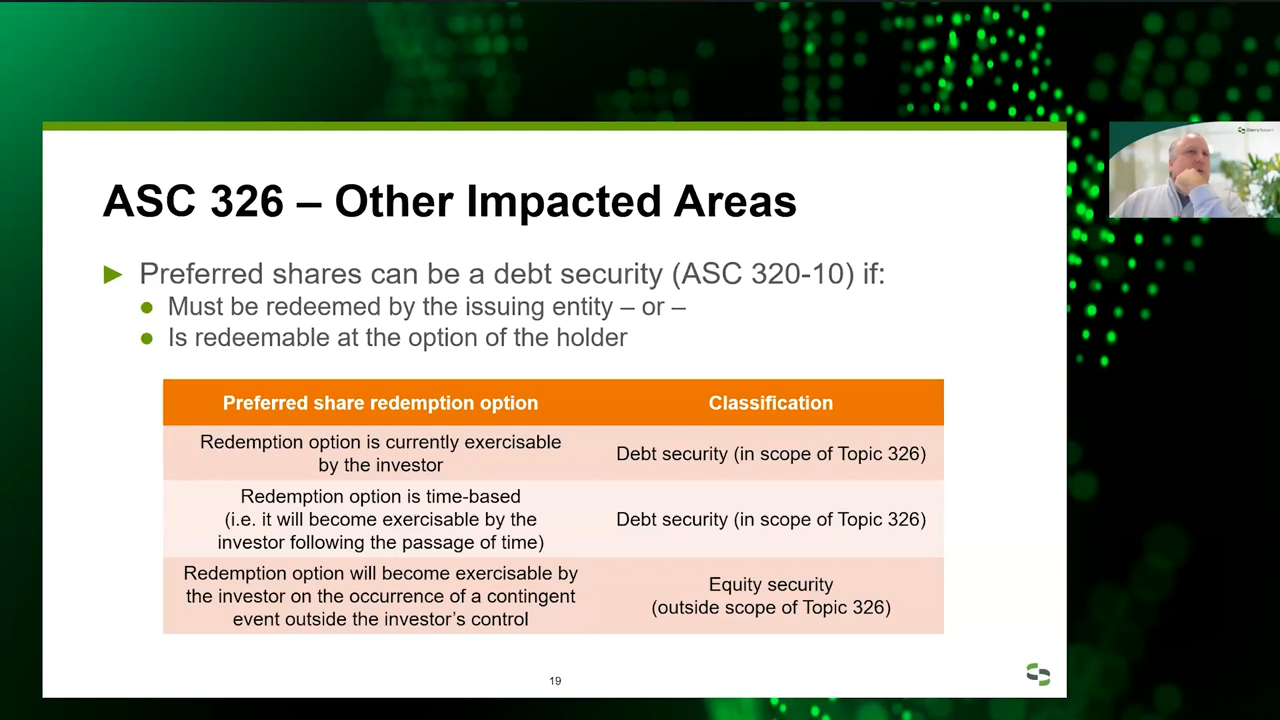 ASC 326 – Other Impacted Areas
► Preferred shares can be a debt security (ASC 320-10) if:
● Must be redeemed by the issuing entity – or –
● Is redeemable at the option of the holder
Preferred share redemption option
Classification
Redemption option is currently exercisable
by the investor
Debt security (in scope of Topic 326)
Redemption option is time-based
(i.e. it will become exercisable by the
investor following the passage of time)
Debt security (in scope of Topic 326)
Redemption option will become exercisable by
the investor on the occurrence of a contingent
event outside the investor’s control
Equity security
(outside scope of Topic 326)
19